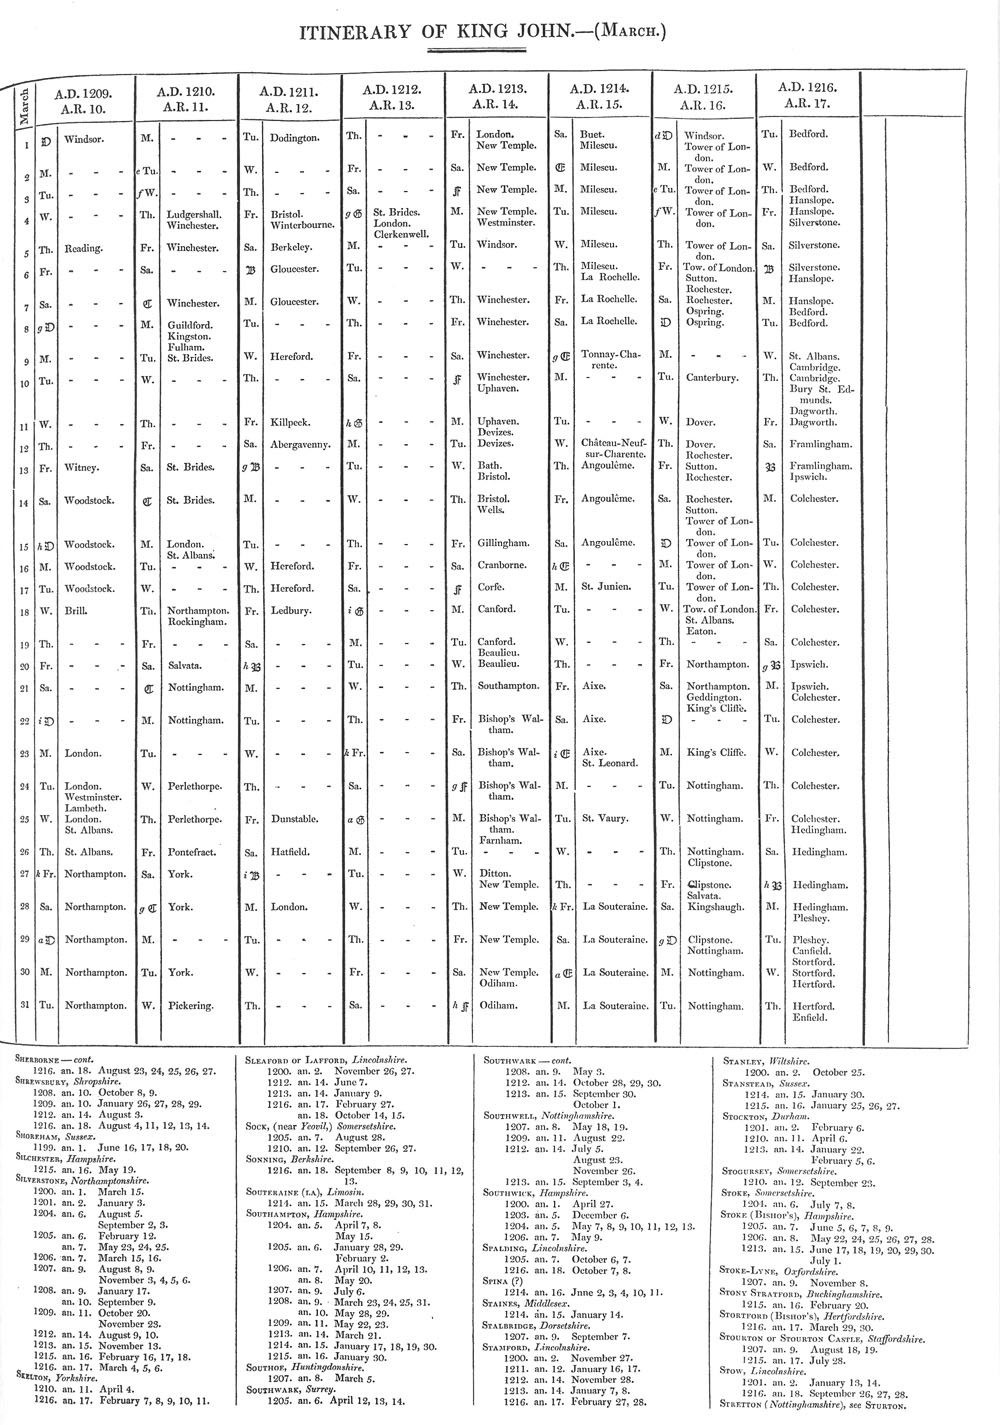 ITINERARY OF KING JOHN.—(March.)
March A.D. 1209. A.D. 1210. A.D. 1211. A.D. 1212. A.D. 1213. A.D. 1214. A.D. 1215. A.D. 1216.
A.R. 10. A.R. 11. A.R. 12. A.R. 13. A.R. 14. A.R. 15. A.R. 16. A.R. 17.
1 D Windsor. M. - - - Tu. Dodington. Th. - - - Fr. London. Sa. Buet. d D Windsor. Tu. Bedford.
New Temple. Milescu. Tower of Lon-
don.
2 M. - - - e Tu. - - - W. - - - Fr. - - - Sa. New Temple. E Milescu. M. Tower of Lon- W. Bedford.
don.
3 Tu. - - - f W. - - - Th. - - - Sa. - - - F New Temple. M. Milescu. e Tu. Tower of Lon- Th. Bedford.
don. Hanslope.
4 W. - - - Th. Ludgershall. Fr. Bristol. g G St. Brides. M. New Temple. Tu. Milescu. f W. Tower of Lon- Fr. Hanslope.
Winchester. Winterbourne. London. Westminster. don. Silverstone.
Clerkenwell.
5 Th. Reading. Fr. Winchester. Sa. Berkeley. M. - - - Tu. Windsor. W. Milescu. Th. Tower of Lon- Sa. Silverstone.
don.
6 Fr. - - - Sa. - - - B Gloucester. Tu. - - - W. - - - Th. Milescu. Fr. Tow. of London. B Silverstone.
La Rochelle. Sutton. Hanslope.
Rochester.
7 Sa. - - - C Winchester. M. Gloucester. W. - - - Th. Winchester. Fr. La Rochelle. Sa. Rochester. M. Hanslope.
Ospring. Bedford.
8 g D - - - M. Guildford. Tu. - - - Th. - - - Fr. Winchester. Sa. La Rochelle. D Ospring. Tu. Bedford.
Kingston.
Fulham.
9 M. - - - Tu. St. Brides. W. Hereford. Fr. - - - Sa. Winchester. g E Tonnay-Cha- M. - - - W. St. Albans.
rente. Cambridge.
10 Tu. - - - W. - - - Th. - - - Sa. - - - F Winchester. M. - - - Tu. Canterbury. Th. Cambridge.
Uphaven. Bury St. Ed-
munds.
Dagworth.
11 W. - - - Th. - - - Fr. Killpeck. h G - - - M. Uphaven. Tu. - - - W. Dover. Fr. Dagworth.
Devizes.
12 Th. - - - Fr. - - - Sa. Abergavenny. M. - - - Tu. Devizes. W. Château-Neuf- Th. Dover. Sa. Framlingham.
sur-Charente. Rochester.
13 Fr. Witney. Sa. St. Brides. g B - - - Tu. - - - W. Bath. Th. Angoulême. Fr. Sutton. B Framlingham.
Bristol. Rochester. Ipswich.
14 Sa. Woodstock. C St. Brides. M. - - - W. - - - Th. Bristol. Fr. Angoulême. Sa. Rochester. M. Colchester.
Wells. Sutton.
Tower of Lon-
don.
15 h D Woodstock. M. London. Tu. - - - Th. - - - Fr. Gillingham. Sa. Angoulême. D Tower of Lon- Tu. Colchester.
St. Albans. don.
16 M. Woodstock. Tu. - - - W. Hereford. Fr. - - - Sa. Cranborne. h E - - - M. Tower of Lon- W. Colchester.
don.
17 Tu. Woodstock. W. - - - Th. Hereford. Sa. - - - F Corfe. M. St. Junien. Tu. Tower of Lon- Th. Colchester.
don.
18 W. Brill. Th. Northampton. Fr. Ledbury. i G - - - M. Canford. Tu. - - - W. Tow. of London. Fr. Colchester.
Rockingham. St. Albans.
Eaton.
19 Th. - - - Fr. - - - Sa. - - - M. - - - Tu. Canford. W. - - - Th. - - - Sa. Colchester.
Beaulieu.
20 Fr. - - - Sa. Salvata. h B - - - Tu. - - - W. Beaulieu. Th. - - - Fr. Northampton. g B Ipswich.
21 Sa. - - - C Nottingham. M. - - - W. - - - Th. Southampton. Fr. Aixe. Sa. Northampton. M. Ipswich.
Geddington. Colchester.
King's Cliffe.
22 i D - - - M. Nottingham. Tu. - - - Th. - - - Fr. Bishop's Wal- Sa. Aixe. D - - - Tu. Colchester.
tham.
23 M. London. Tu. - - - W. - - - k Fr. - - - Sa. Bishop's Wal- i E Aixe. M. King's Cliffe. W. Colchester.
tham. St. Leonard.
24 Tu. London. W. Perlethorpe. Th. - - - Sa. - - - g F Bishop's Wal- M. - - - Tu. Nottingham. Th. Colchester.
Westminster. tham.
Lambeth.
25 W. London. Th. Perlethorpe. Fr. Dunstable. a G - - - M. Bishop's Wal- Tu. St. Vaury. W. Nottingham. Fr. Colchester.
St. Albans. tham. Hedingham.
Farnham.
26 Th. St. Albans. Fr. Pontefract. Sa. Hatfield. M. - - - Tu. - - - W. - - - Th. Nottingham. Sa. Hedingham.
Clipstone.
27 k Fr. Northampton. Sa. York. i B - - - Tu. - - - W. Ditton. Th. - - - Fr. Clipstone. h B Hedingham.
New Temple. Salvata.
28 Sa. Northampton. g C York. M. London. W. - - - Th. New Temple. k Fr. La Souteraine. Sa. Kingshaugh. M. Hedingham.
Pleshey.
29 a D Northampton. M. - - - Tu. - - - Th. - - - Fr. New Temple. Sa. La Souteraine. g D Clipstone. Tu. Pleshey.
Nottingham. Canfield.
Stortford.
30 M. Northampton. Tu. York. W. - - - Fr. - - - Sa. New Temple. a E La Souteraine. M. Nottingham. W. Stortford.
Odiham. Hertford.
31 Tu. Northampton. W. Pickering. Th. - - - Sa. - - - h F Odiham. M. La Souteraine. Tu. Nottingham. Th. Hertford.
Enfield.
Sherborne—cont.
1216. an. 18. August 23, 24, 25, 26, 27.
Shrewsbury, Shropshire.
1208. an. 10. October 8, 9.
1209. an. 10. January 26, 27, 28, 29.
1212. an. 14. August 3.
1216. an. 18. August 4, 11, 12, 13, 14.
Shoreham, Sussex.
1199. an. 1. June 16, 17, 18, 20.
Silchester, Hampshire.
1215. an. 16. May 19.
Silverstone, Northamptonshire.
1200. an. 1. March 15.
1201. an. 2. January 3.
1204. an. 6. August 5.
September 2, 3.
1205. an. 6. February 12.
an. 7. May 23, 24, 25.
1206. an. 7. March 15, 16.
1207. an. 9. August 8, 9.
November 3, 4, 5, 6.
1208. an. 9. January 17.
an. 10. September 9.
1209. an. 11. October 20.
November 23.
1212. an. 14. August 9, 10.
1213. an. 15. November 13.
1215. an. 16. February 16, 17, 18.
1216. an. 17. March 4, 5, 6.
Skelton, Yorkshire.
1210. an. 11. April 4.
1216. an. 17. February 7, 8, 9, 10, 11.
Sleaford or Lafford, Lincolnshire.
1200. an. 2. November 26, 27.
1212. an. 14. June 7.
1213. an. 14. January 9.
1216. an. 17. February 27.
an. 18. October 14, 15.
Sock, (near Yeovil,) Somersetshire.
1205. an. 7. August 28.
1210. an. 12. September 26, 27.
Sonning, Berkshire.
1216. an. 18. September 8, 9, 10, 11, 12,
13.
Souteraine (la), Limosin.
1214. an. 15. March 28, 29, 30, 31.
Southampton, Hampshire.
1204. an. 5. April 7, 8.
May 15.
1205. an. 6. January 28, 29.
February 2.
1206. an. 7. April 10, 11, 12, 13.
an. 8. May 20.
1207. an. 9. July 6.
1208. an. 9. March 23, 24, 25, 31.
an. 10. May 28, 29.
1209. an. 11. May 22, 23.
1213. an. 14. March 21.
1214. an. 15. January 17, 18, 19, 30.
1215. an. 16. January 30.
Southoe, Huntingdonshire.
1207. an. 8. March 5.
Southwark, Surrey.
1205. an. 6. April 12, 13, 14.
Southwark—cont.
1208. an. 9. May 3.
1212. an. 14. October 28, 29, 30.
1213. an. 15. September 30.
October 1.
Southwell, Nottinghamshire.
1207. an. 8. May 18, 19.
1209. an. 11. August 22.
1212. an. 14. July 5.
August 23.
November 26.
1213. an. 15. September 3, 4.
Southwick, Hampshire.
1200. an. 1. April 27.
1203. an. 5. December 6.
1204. an. 5. May 7, 8, 9, 10, 11, 12, 13.
1206. an. 7. May 9.
Spalding, Lincolnshire.
1205. an. 7. October 6, 7.
1216. an. 18. October 7, 8.
Spina (?)
1214. an. 16. June 2, 3, 4, 10, 11.
Staines, Middlesex.
1214. an. 15. January 14.
Stalbridge, Dorsetshire.
1207. an. 9. September 7.
Stamford, Lincolnshire.
1200. an. 2. November 27.
1211. an. 12. January 16, 17.
1212. an. 14. November 28.
1213. an. 14. January 7, 8.
1216. an. 17. February 27, 28.
Stanley, Wiltshire.
1200. an. 2. October 25.
Stanstead, Sussex.
1214. an. 15. January 30.
1215. an. 16. January 25, 26, 27.
Stockton, Durham.
1201. an. 2. February 6.
1210. an. 11. April 6.
1213. an. 14. January 22.
February 5, 6.
Stogursey, Somersetshire.
1210. an. 12. September 23.
Stoke, Somersetshire.
1204. an. 6. July 7, 8.
Stoke (Bishop's), Hampshire.
1205. an. 7. June 5, 6, 7, 8, 9.
1206. an. 8. May 22, 24, 25, 26, 27, 28.
1213. an. 15. June 17, 18, 19, 20, 29, 30.
July 1.
Stoke-Lyne, Oxfordshire.
1207. an. 9. November 8.
Stony Stratford, Buckinghamshire.
1215. an. 16. February 20.
Stortford (Bishop's), Hertfordshire.
1216. an. 17. March 29, 30.
Stourton or Stourton Castle, Staffordshire.
1207. an. 9. August 18, 19.
1215. an. 17. July 28.
Stow, Lincolnshire.
1201. an. 2. January 13, 14.
1216. an. 18. September 26, 27, 28.
Stretton (Nottinghamshire), see Sturton.